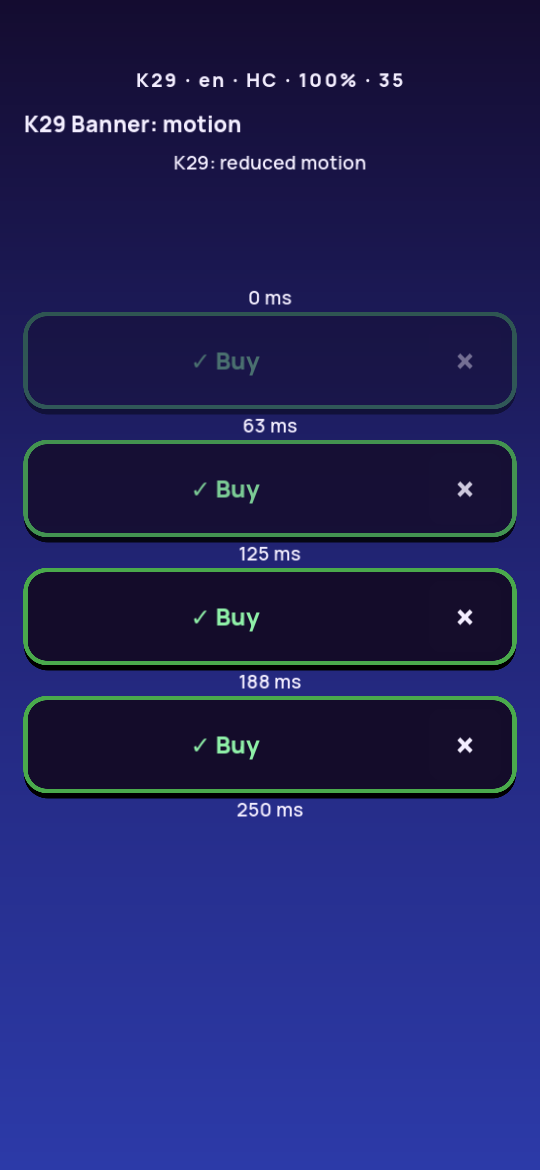 K29 · en · HC · 100% · 35
K29 Banner: motion
K29: reduced motion
0 ms
✓ Buy ×
63 ms
✓ Buy ×
125 ms
✓ Buy ×
188 ms
✓ Buy ×
250 ms